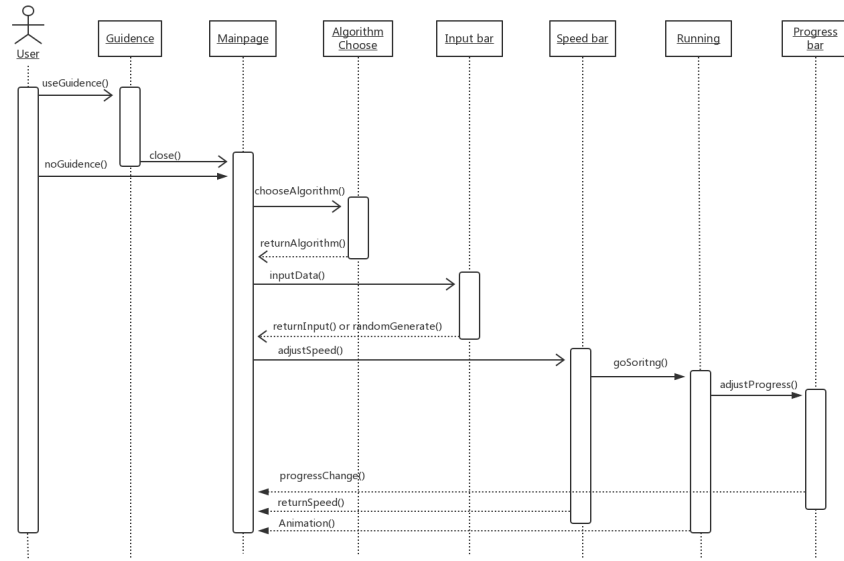 User
Guidence
Mainpage
Algorithm
Choose
Input bar
Speed bar
Running
Progress
bar
useGuidence()
close()
noGuidence()
chooseAlgorithm()
returnAlgorithm()
inputData()
returnInput() or randomGenerate()
adjustSpeed()
goSoritng()
adjustProgress()
progressChange()
returnSpeed()
Animation()